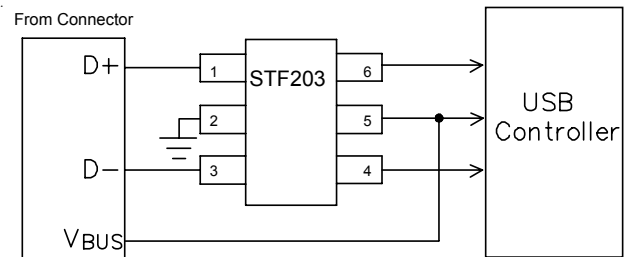 From Connector
D+
1
STF203
6
2
5
USB
Controller
D-
3
4
VBUS